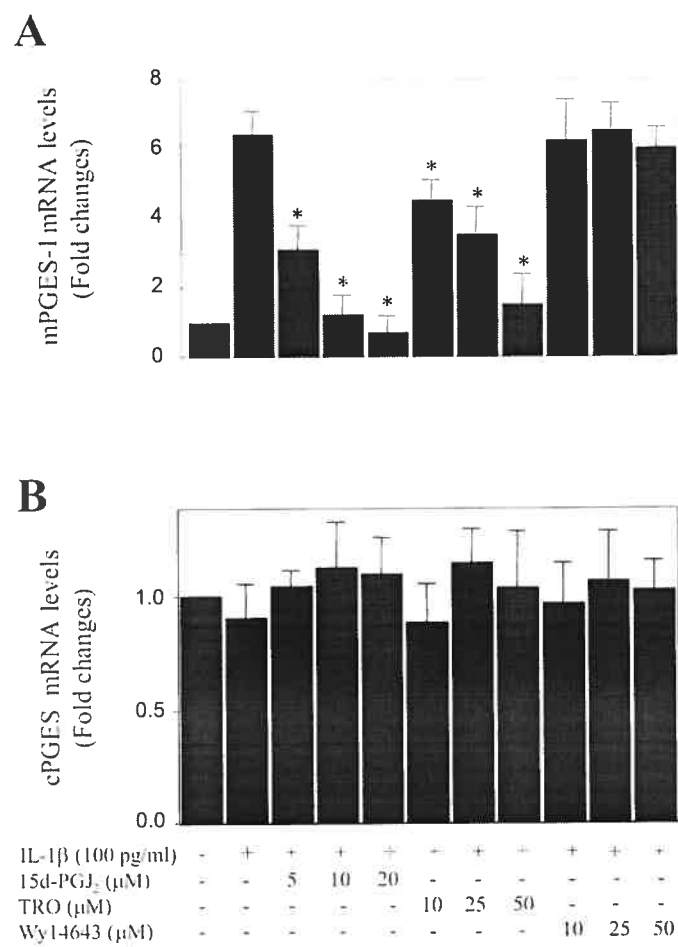 A
mPGES-1 mRNA levels
(Fold changes)
8
6
4
2
0
* * * * * *
B
cPGES mRNA levels
(Fold changes)
1.0
0.5
0.0
IL-1β (100 pg/ml) - + + + + + + + + + +
15d-PGJ₂ (μM) - - 5 10 20 - - - - - -
TRO (μM) - - - - - 10 25 50 - - -
Wy14643 (μM) - - - - - - - - 10 25 50